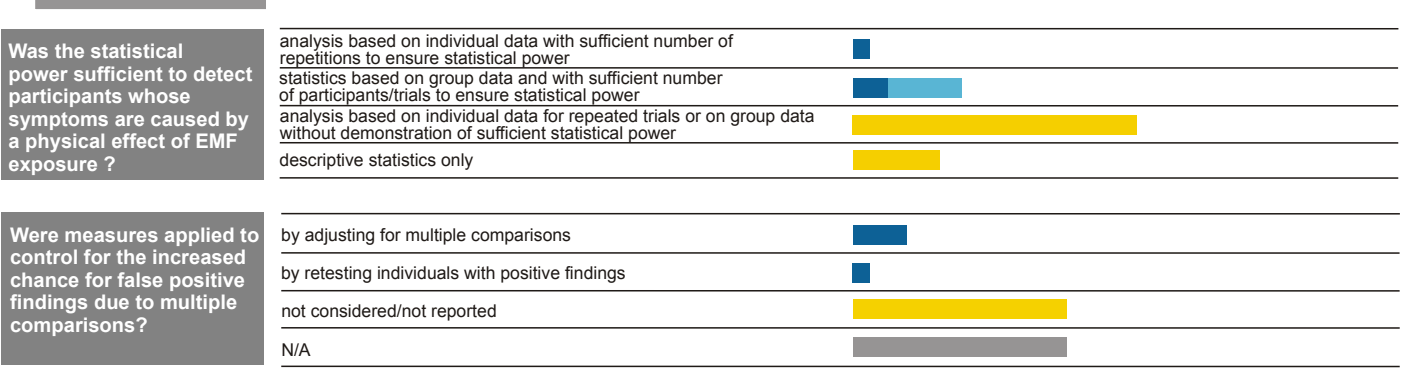 Was the statistical
power sufficient to detect
participants whose
symptoms are caused by
a physical effect of EMF
exposure ?
analysis based on individual data with sufficient number of
repetitions to ensure statistical power
statistics based on group data and with sufficient number
of participants/trials to ensure statistical power
analysis based on individual data for repeated trials or on group data
without demonstration of sufficient statistical power
descriptive statistics only
Were measures applied to
control for the increased
chance for false positive
findings due to multiple
comparisons?
by adjusting for multiple comparisons
by retesting individuals with positive findings
not considered/not reported
N/A